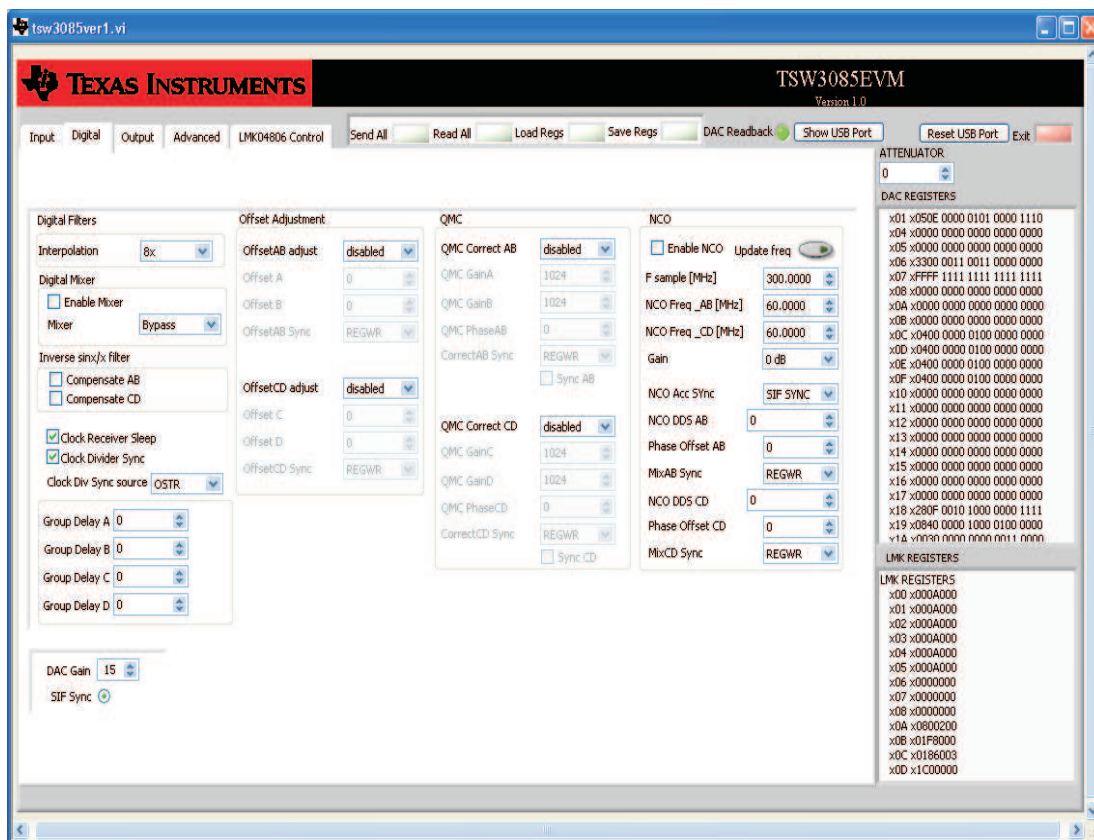 tsw3085ver1.vi
TEXAS INSTRUMENTS
TSW3085EVM
Version 1.0
Input Digital Output Advanced LMK04806 Control Send All Read All Load Regs Save Regs DAC Readback Show USB Port Reset USB Port Exit
ATTENUATOR
0
DAC REGISTERS
x01 x050E 0000 0101 0000 1110
x04 x0000 0000 0000 0000 0000
x05 x0000 0000 0000 0000 0000
x06 x3300 0011 0011 0000 0000
x07 xFFFF 1111 1111 1111 1111
x08 x0000 0000 0000 0000 0000
x0A x0000 0000 0000 0000 0000
x0B x0000 0000 0000 0000 0000
x0C x0400 0000 0100 0000 0000
x0D x0400 0000 0100 0000 0000
x0E x0400 0000 0100 0000 0000
x0F x0400 0000 0100 0000 0000
x10 x0000 0000 0000 0000 0000
x11 x0000 0000 0000 0000 0000
x12 x0000 0000 0000 0000 0000
x13 x0000 0000 0000 0000 0000
x14 x0000 0000 0000 0000 0000
x15 x0000 0000 0000 0000 0000
x16 x0000 0000 0000 0000 0000
x17 x0000 0000 0000 0000 0000
x18 x280F 0010 1000 0000 1111
x19 x0840 0000 1000 0100 0000
x1A x0030 0000 0000 0011 0000
LMK REGISTERS
LMK REGISTERS
x00 x000A000
x01 x000A000
x02 x000A000
x03 x000A000
x04 x000A000
x05 x000A000
x06 x0000000
x07 x0000000
x08 x0000000
x0A x0800200
x0B x01F8000
x0C x0186003
x0D x1C00000
Digital Filters
Interpolation 8x
Digital Mixer
Enable Mixer
Mixer Bypass
Inverse sinx/x filter
Compensate AB
Compensate CD
Clock Receiver Sleep
Clock Divider Sync
Clock Div Sync source OSTR
Group Delay A 0
Group Delay B 0
Group Delay C 0
Group Delay D 0
DAC Gain 15
SIF Sync
Offset Adjustment
OffsetAB adjust disabled
Offset A 0
Offset B 0
OffsetAB Sync REGWR
OffsetCD adjust disabled
Offset C 0
Offset D 0
OffsetCD Sync REGWR
QMC
QMC Correct AB disabled
QMC GainA 1024
QMC GainB 1024
QMC PhaseAB 0
CorrectAB Sync REGWR
Sync AB
QMC Correct CD disabled
QMC GainC 1024
QMC GainD 1024
QMC PhaseCD 0
CorrectCD Sync REGWR
Sync CD
NCO
Enable NCO Update freq
F sample [MHz] 300.0000
NCO Freq _AB [MHz] 60.0000
NCO Freq _CD [MHz] 60.0000
Gain 0 dB
NCO Acc SYnc SIF SYNC
NCO DDS AB 0
Phase Offset AB 0
MixAB Sync REGWR
NCO DDS CD 0
Phase Offset CD 0
MixCD Sync REGWR